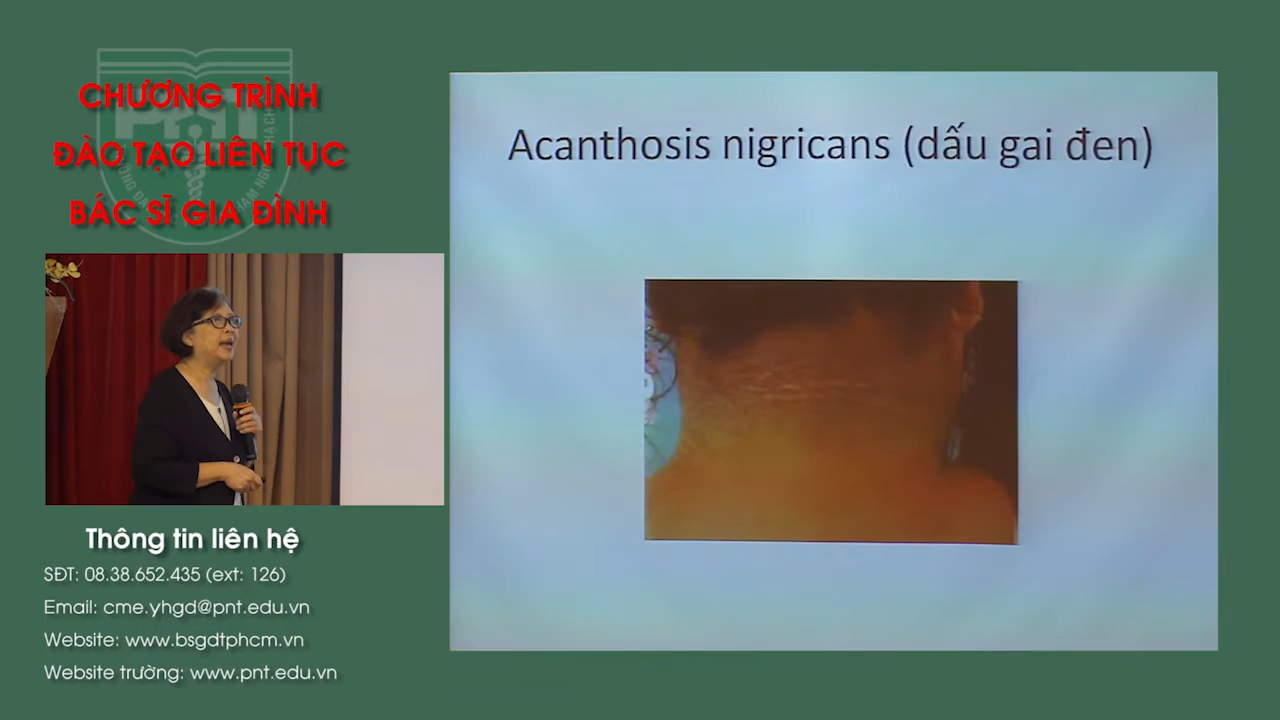 CHƯƠNG TRÌNH
ĐÀO TẠO LIÊN TỤC
BÁC SĨ GIA ĐÌNH
PNT
Acanthosis nigricans (dấu gai đen)
Thông tin liên hệ
SĐT: 08.38.652.435 (ext: 126)
Email: cme.yhgd@pnt.edu.vn
Website: www.bsgdtphcm.vn
Website trường: www.pnt.edu.vn